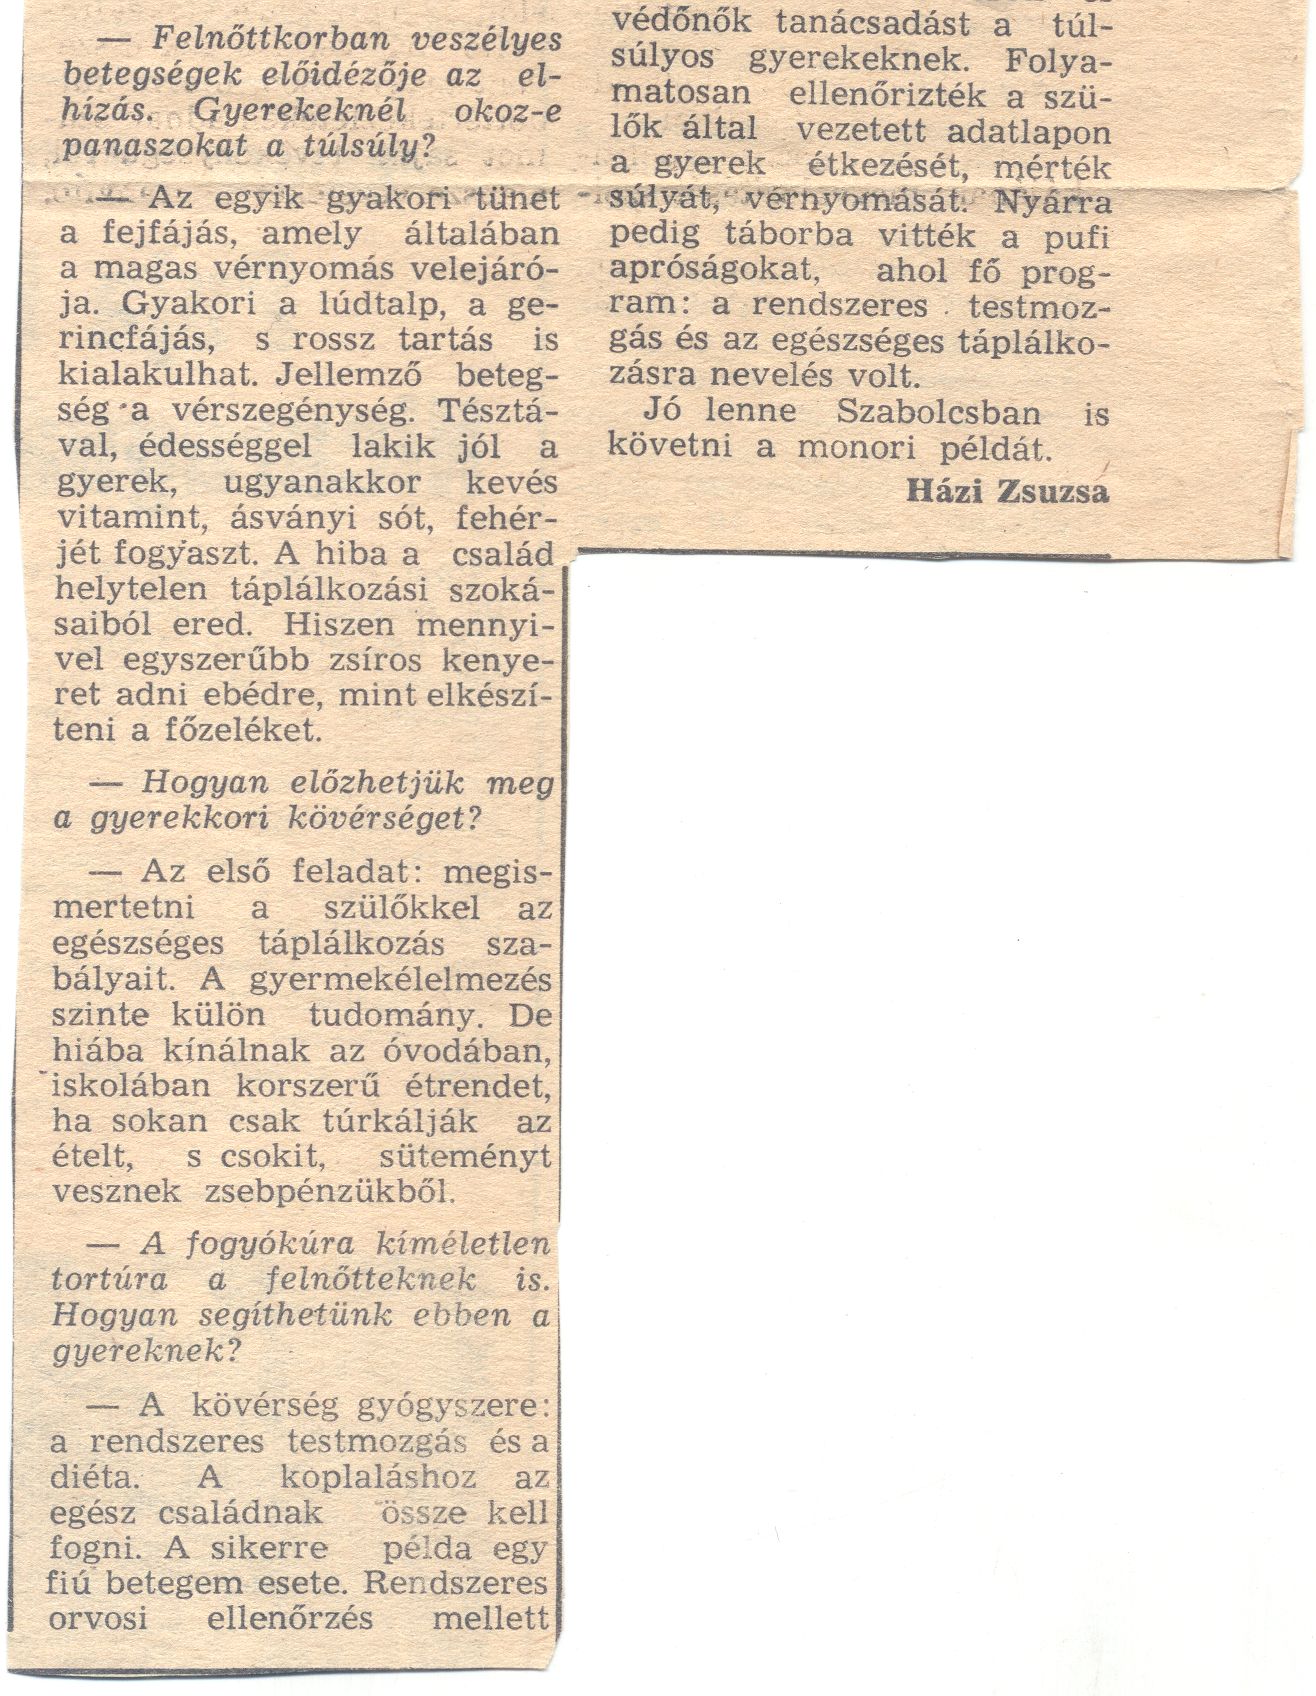 — Felnőttkorban veszélyes
betegségek előidézője az el-
hízás. Gyerekeknél okoz-e
panaszokat a túlsúly?
— Az egyik gyakori tünet
a fejfájás, amely általában
a magas vérnyomás velejáró-
ja. Gyakori a lúdtalp, a ge-
rincfájás, s rossz tartás is
kialakulhat. Jellemző beteg-
ség a vérszegénység. Tésztá-
val, édességgel lakik jól a
gyerek, ugyanakkor kevés
vitamint, ásványi sót, fehér-
jét fogyaszt. A hiba a család
helytelen táplálkozási szoká-
saiból ered. Hiszen mennyi-
vel egyszerűbb zsíros kenye-
ret adni ebédre, mint elkészí-
teni a főzeléket.
— Hogyan előzhetjük meg
a gyerekkori kövérséget?
— Az első feladat: megis-
mertetni a szülőkkel az
egészséges táplálkozás sza-
bályait. A gyermekélelmezés
szinte külön tudomány. De
hiába kínálnak az óvodában,
iskolában korszerű étrendet,
ha sokan csak túrkálják az
ételt, s csokit, süteményt
vesznek zsebpénzükből.
— A fogyókúra kíméletlen
tortúra a felnőtteknek is.
Hogyan segíthetünk ebben a
gyereknek?
— A kövérség gyógyszere:
a rendszeres testmozgás és a
diéta. A koplaláshoz az
egész családnak össze kell
fogni. A sikerre példa egy
fiú betegem esete. Rendszeres
orvosi ellenőrzés mellett
védőnők tanácsadást a túl-
súlyos gyerekeknek. Folya-
matosan ellenőrizték a szü-
lők által vezetett adatlapon
a gyerek étkezését, mérték
súlyát, vérnyomását. Nyárra
pedig táborba vitték a pufi
apróságokat, ahol fő prog-
ram: a rendszeres testmoz-
gás és az egészséges táplálko-
zásra nevelés volt.
Jó lenne Szabolcsban is
követni a monori példát.
Házi Zsuzsa